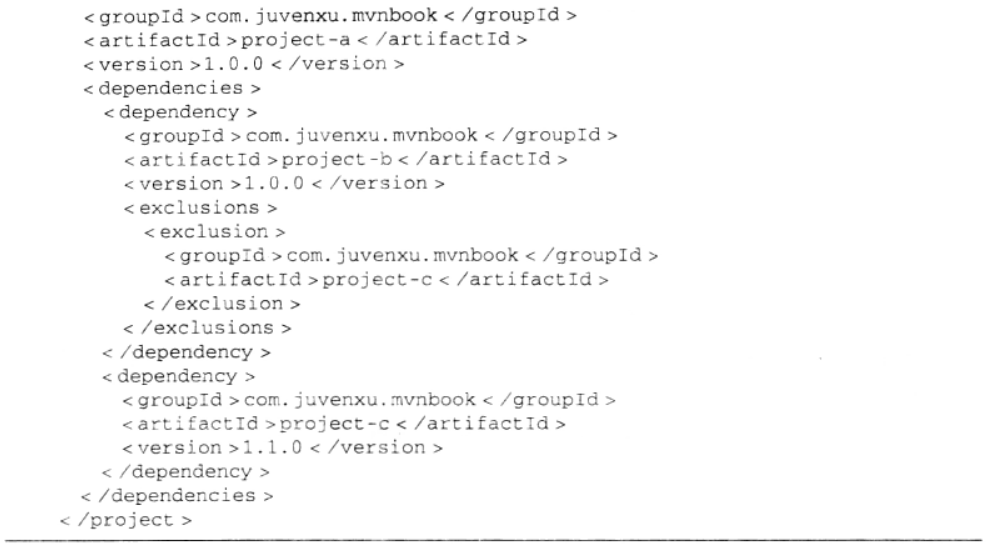 <groupId>com.juvenxu.mvnbook</groupId>
<artifactId>project-a</artifactId>
<version>1.0.0</version>
<dependencies>
<dependency>
<groupId>com.juvenxu.mvnbook</groupId>
<artifactId>project-b</artifactId>
<version>1.0.0</version>
<exclusions>
<exclusion>
<groupId>com.juvenxu.mvnbook</groupId>
<artifactId>project-c</artifactId>
</exclusion>
</exclusions>
</dependency>
<dependency>
<groupId>com.juvenxu.mvnbook</groupId>
<artifactId>project-c</artifactId>
<version>1.1.0</version>
</dependency>
</dependencies>
</project>